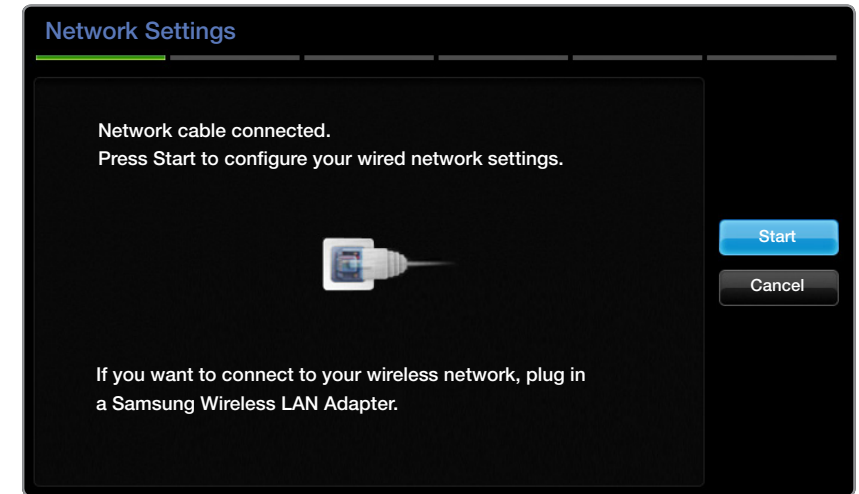 Network Settings
Network cable connected.
Press Start to configure your wired network settings.
Start
Cancel
If you want to connect to your wireless network, plug in
a Samsung Wireless LAN Adapter.